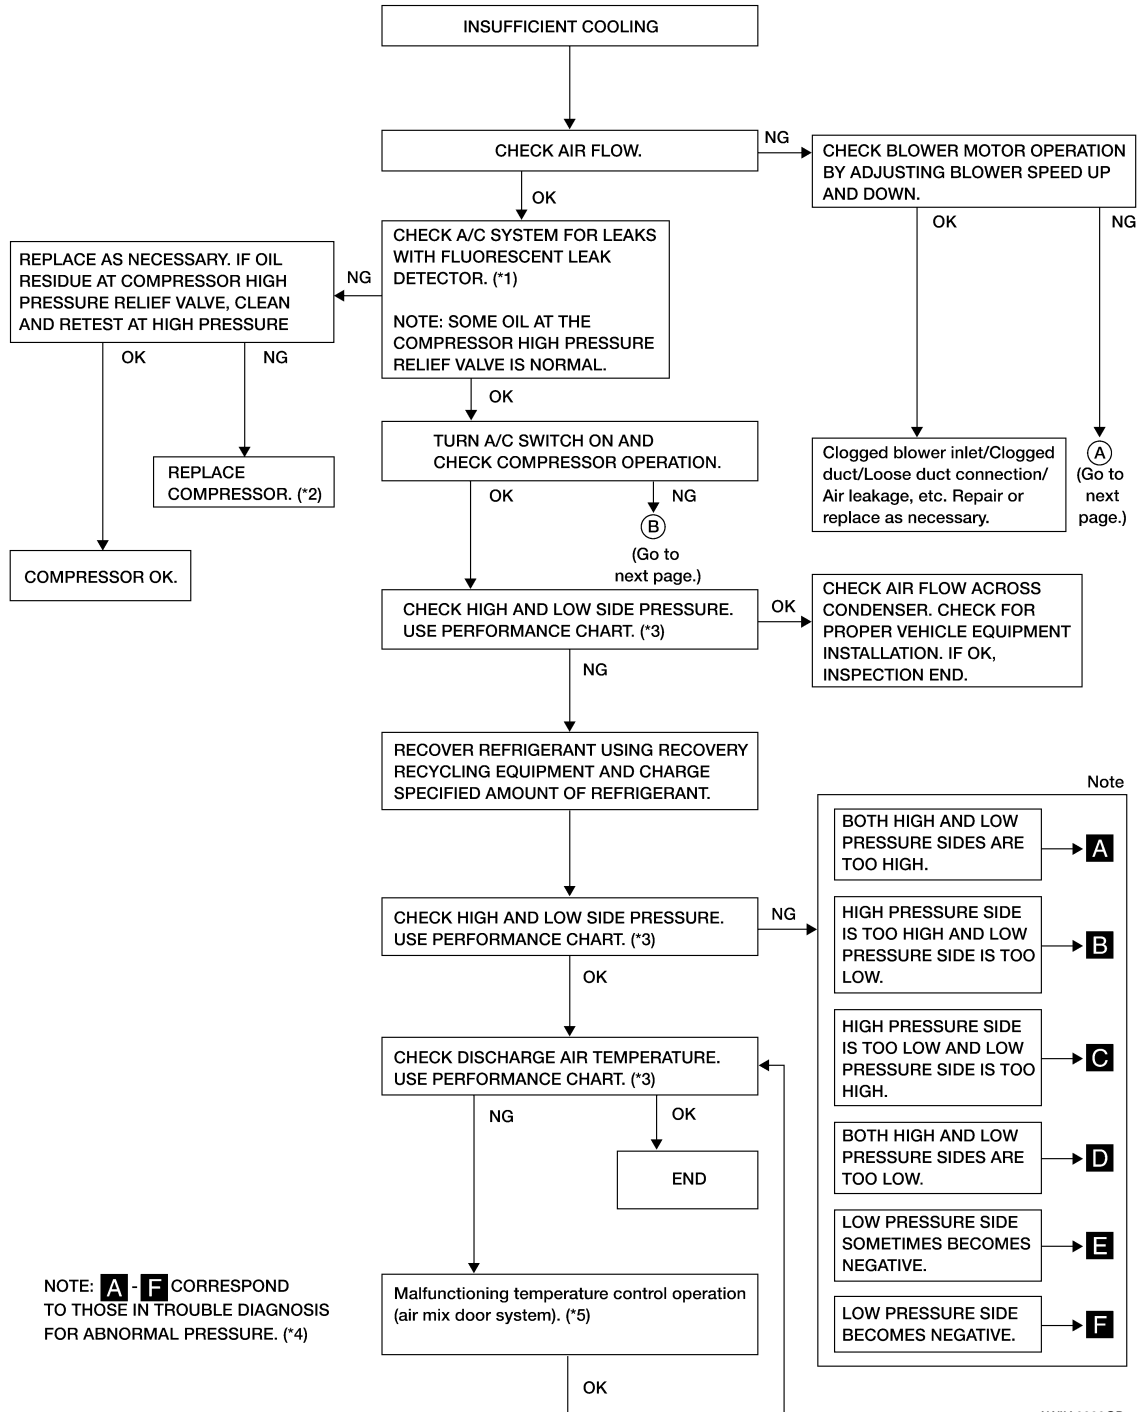 INSUFFICIENT COOLING
CHECK AIR FLOW.
NG
CHECK BLOWER MOTOR OPERATION
BY ADJUSTING BLOWER SPEED UP
AND DOWN.
OK
OK
NG
CHECK A/C SYSTEM FOR LEAKS
WITH FLUORESCENT LEAK
DETECTOR. (*1)
NOTE: SOME OIL AT THE
COMPRESSOR HIGH PRESSURE
RELIEF VALVE IS NORMAL.
NG
REPLACE AS NECESSARY. IF OIL
RESIDUE AT COMPRESSOR HIGH
PRESSURE RELIEF VALVE, CLEAN
AND RETEST AT HIGH PRESSURE
OK
NG
OK
REPLACE
COMPRESSOR. (*2)
COMPRESSOR OK.
TURN A/C SWITCH ON AND
CHECK COMPRESSOR OPERATION.
OK
NG
B
(Go to
next page.)
Clogged blower inlet/Clogged
duct/Loose duct connection/
Air leakage, etc. Repair or
replace as necessary.
A
(Go to
next
page.)
CHECK HIGH AND LOW SIDE PRESSURE.
USE PERFORMANCE CHART. (*3)
OK
CHECK AIR FLOW ACROSS
CONDENSER. CHECK FOR
PROPER VEHICLE EQUIPMENT
INSTALLATION. IF OK,
INSPECTION END.
NG
RECOVER REFRIGERANT USING RECOVERY
RECYCLING EQUIPMENT AND CHARGE
SPECIFIED AMOUNT OF REFRIGERANT.
CHECK HIGH AND LOW SIDE PRESSURE.
USE PERFORMANCE CHART. (*3)
NG
OK
Note
BOTH HIGH AND LOW
PRESSURE SIDES ARE
TOO HIGH.
A
HIGH PRESSURE SIDE
IS TOO HIGH AND LOW
PRESSURE SIDE IS TOO
LOW.
B
HIGH PRESSURE SIDE
IS TOO LOW AND LOW
PRESSURE SIDE IS TOO
HIGH.
C
BOTH HIGH AND LOW
PRESSURE SIDES ARE
TOO LOW.
D
LOW PRESSURE SIDE
SOMETIMES BECOMES
NEGATIVE.
E
LOW PRESSURE SIDE
BECOMES NEGATIVE.
F
CHECK DISCHARGE AIR TEMPERATURE.
USE PERFORMANCE CHART. (*3)
NG
OK
END
Malfunctioning temperature control operation
(air mix door system). (*5)
OK
NOTE: A - F CORRESPOND
TO THOSE IN TROUBLE DIAGNOSIS
FOR ABNORMAL PRESSURE. (*4)